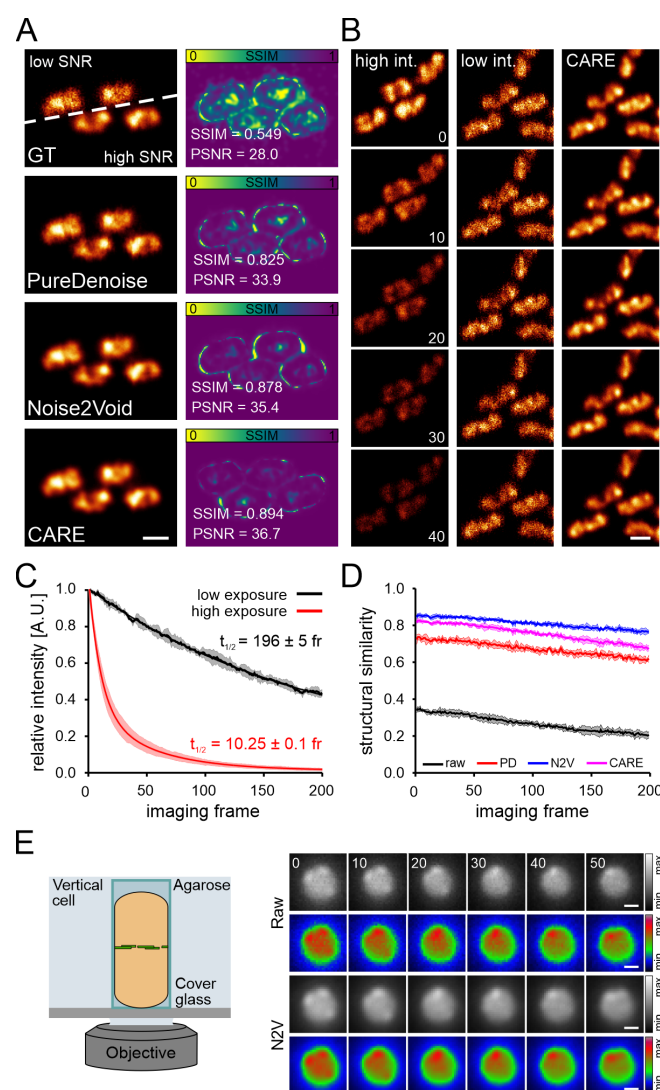 A
low SNR
GT
high SNR
0 SSIM 1
SSIM = 0.549
PSNR = 28.0
PureDenoise
0 SSIM 1
SSIM = 0.825
PSNR = 33.9
Noise2Void
0 SSIM 1
SSIM = 0.878
PSNR = 35.4
CARE
0 SSIM 1
SSIM = 0.894
PSNR = 36.7
B
high int. low int. CARE
0
10
20
30
40
C
relative intensity [A.U.]
1.0
0.8
0.6
0.4
0.2
0.0
low exposure
high exposure
t1/2 = 196 ± 5 fr
t1/2 = 10.25 ± 0.1 fr
0 50 100 150 200
imaging frame
D
structural similarity
1.0
0.8
0.6
0.4
0.2
0.0
raw PD N2V CARE
0 50 100 150 200
imaging frame
E
Vertical
cell
Agarose
Cover
glass
Objective
Raw
0 10 20 30 40 50
min max
min max
N2V
min max
min max